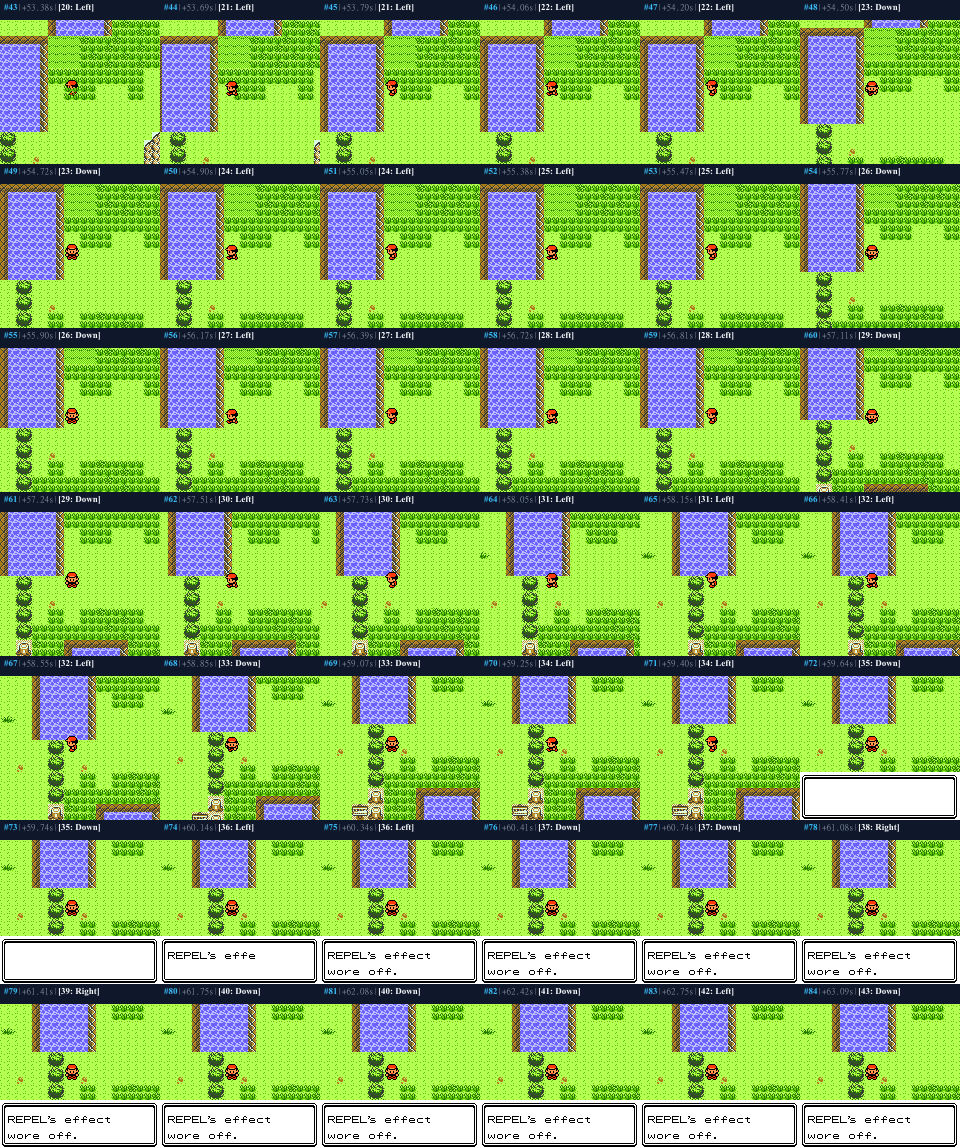 #43|+53.38s| [20: Left]
#44|+53.69s| [21: Left]
#45|+53.79s| [21: Left]
#46|+54.06s| [22: Left]
#47|+54.20s| [22: Left]
#48|+54.50s| [23: Down]
#49|+54.72s| [23: Down]
#50|+54.90s| [24: Left]
#51|+55.05s| [24: Left]
#52|+55.38s| [25: Left]
#53|+55.47s| [25: Left]
#54|+55.77s| [26: Down]
#55|+55.90s| [26: Down]
#56|+56.17s| [27: Left]
#57|+56.39s| [27: Left]
#58|+56.72s| [28: Left]
#59|+56.81s| [28: Left]
#60|+57.11s| [29: Down]
#61|+57.24s| [29: Down]
#62|+57.51s| [30: Left]
#63|+57.73s| [30: Left]
#64|+58.05s| [31: Left]
#65|+58.15s| [31: Left]
#66|+58.41s| [32: Left]
#67|+58.55s| [32: Left]
#68|+58.85s| [33: Down]
#69|+59.07s| [33: Down]
#70|+59.25s| [34: Left]
#71|+59.40s| [34: Left]
#72|+59.64s| [35: Down]
#73|+59.74s| [35: Down]
#74|+60.14s| [36: Left]
#75|+60.34s| [36: Left]
#76|+60.41s| [37: Down]
#77|+60.74s| [37: Down]
#78|+61.08s| [38: Right]
REPEL's effe
REPEL's effect
wore off.
REPEL's effect
wore off.
REPEL's effect
wore off.
REPEL's effect
wore off.
#79|+61.41s| [39: Right]
#80|+61.75s| [40: Down]
#81|+62.08s| [40: Down]
#82|+62.42s| [41: Down]
#83|+62.75s| [42: Left]
#84|+63.09s| [43: Down]
REPEL's effect
wore off.
REPEL's effect
wore off.
REPEL's effect
wore off.
REPEL's effect
wore off.
REPEL's effect
wore off.
REPEL's effect
wore off.